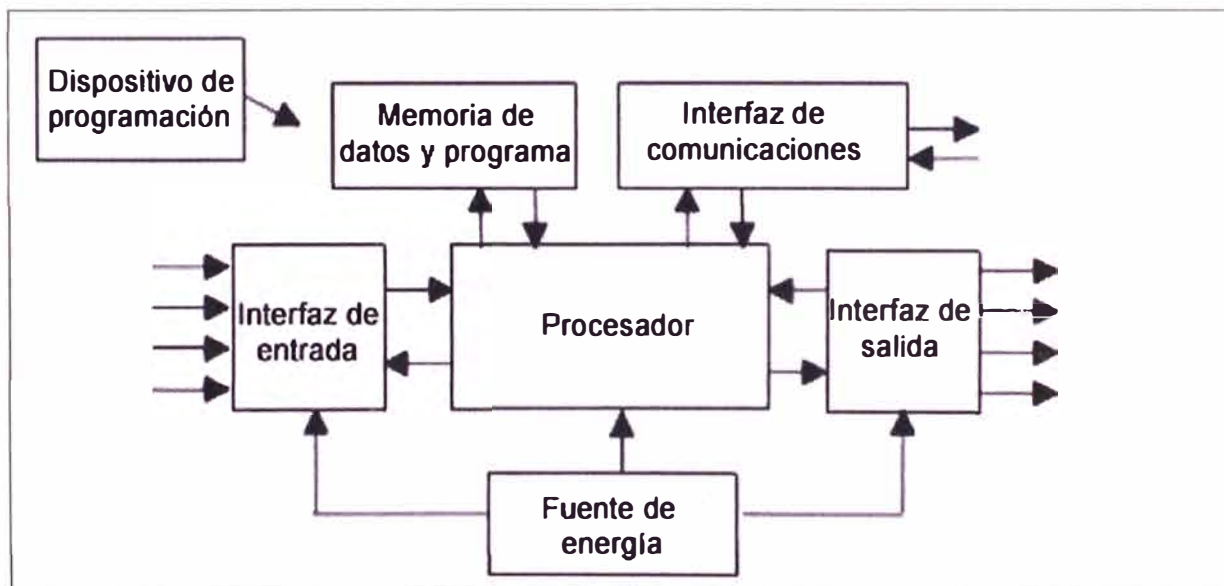 Dispositivo de
programación
Memoria de
datos y programa
Interfaz de
comunicaciones
Interfaz de
entrada
Procesador
Interfaz de
salida
Fuente de
energía